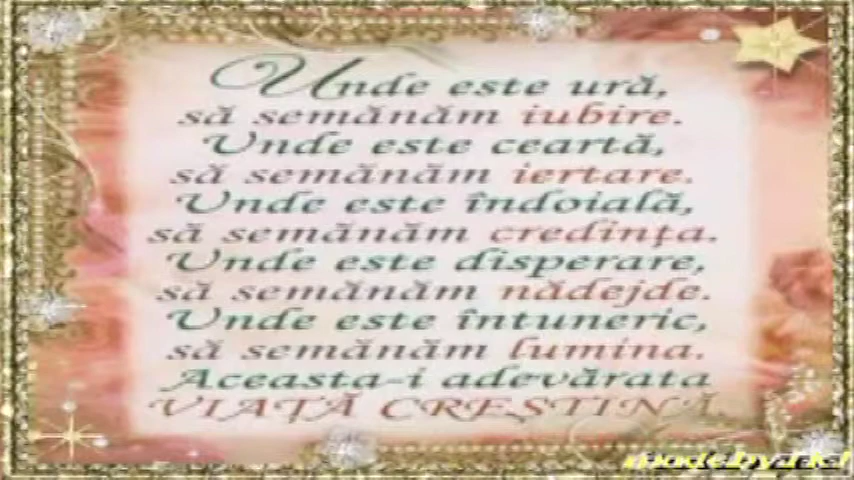 Unde este ură,
să semănăm iubire.
Unde este ceartă,
să semănăm iertare.
Unde este îndoială,
să semănăm credința.
Unde este disperare,
să semănăm nădejde.
Unde este întuneric,
să semănăm lumina.
Aceasta-i adevărata
VIAȚĂ CREȘTINĂ.